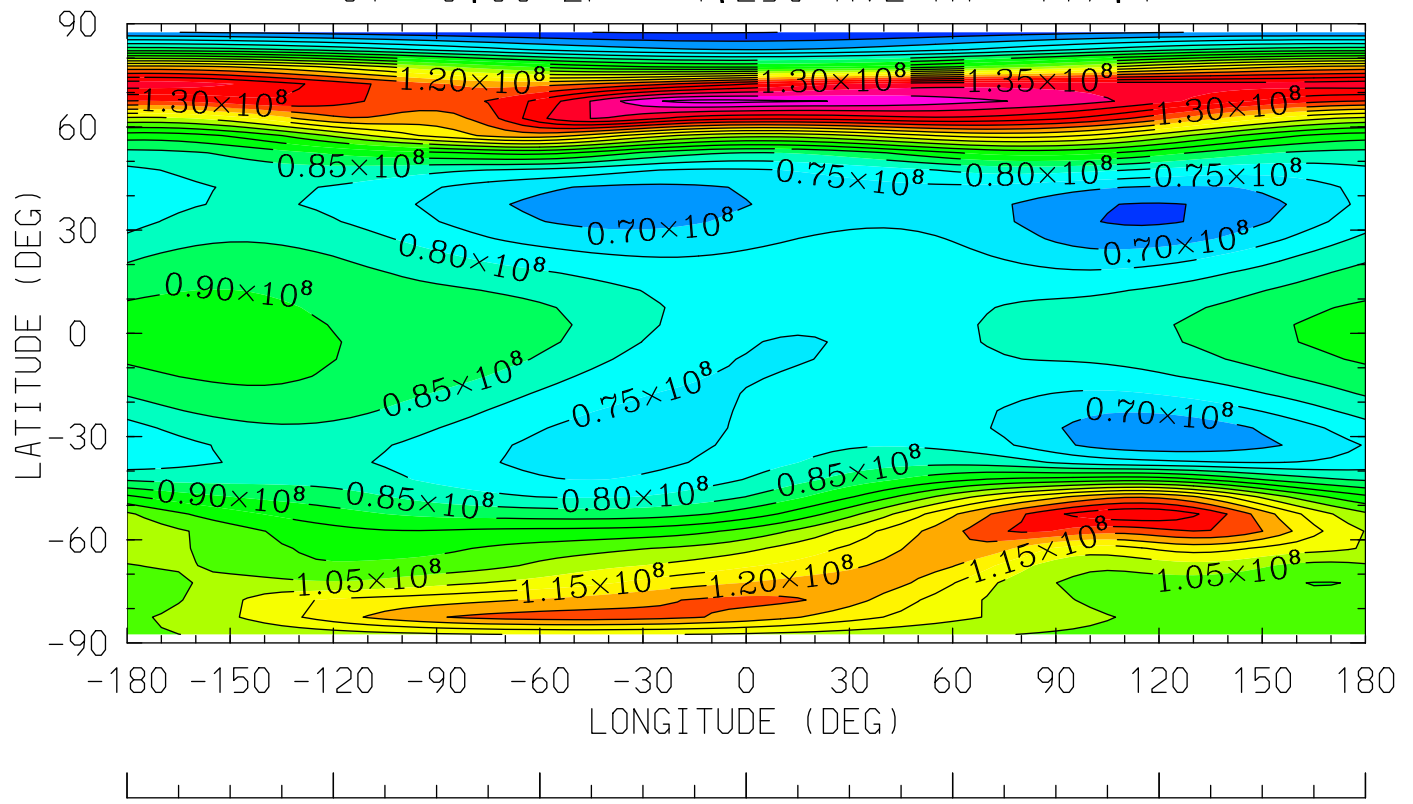 90
1.20×10⁸ 1.30×10⁸ 1.35×10⁸
1.30×10⁸ 1.30×10⁸
60
0.85×10⁸ 0.75×10⁸ 0.80×10⁸ 0.75×10⁸
30
0.70×10⁸ 0.70×10⁸
0.80×10⁸
0.90×10⁸
0
0.85×10⁸ 0.75×10⁸
0.70×10⁸
-30
0.90×10⁸ 0.85×10⁸ 0.80×10⁸ 0.85×10⁸
-60
1.05×10⁸ 1.15×10⁸ 1.20×10⁸ 1.15×10⁸ 1.05×10⁸
-90
-180 -150 -120 -90 -60 -30 0 30 60 90 120 150 180
LONGITUDE (DEG)
LATITUDE (DEG)